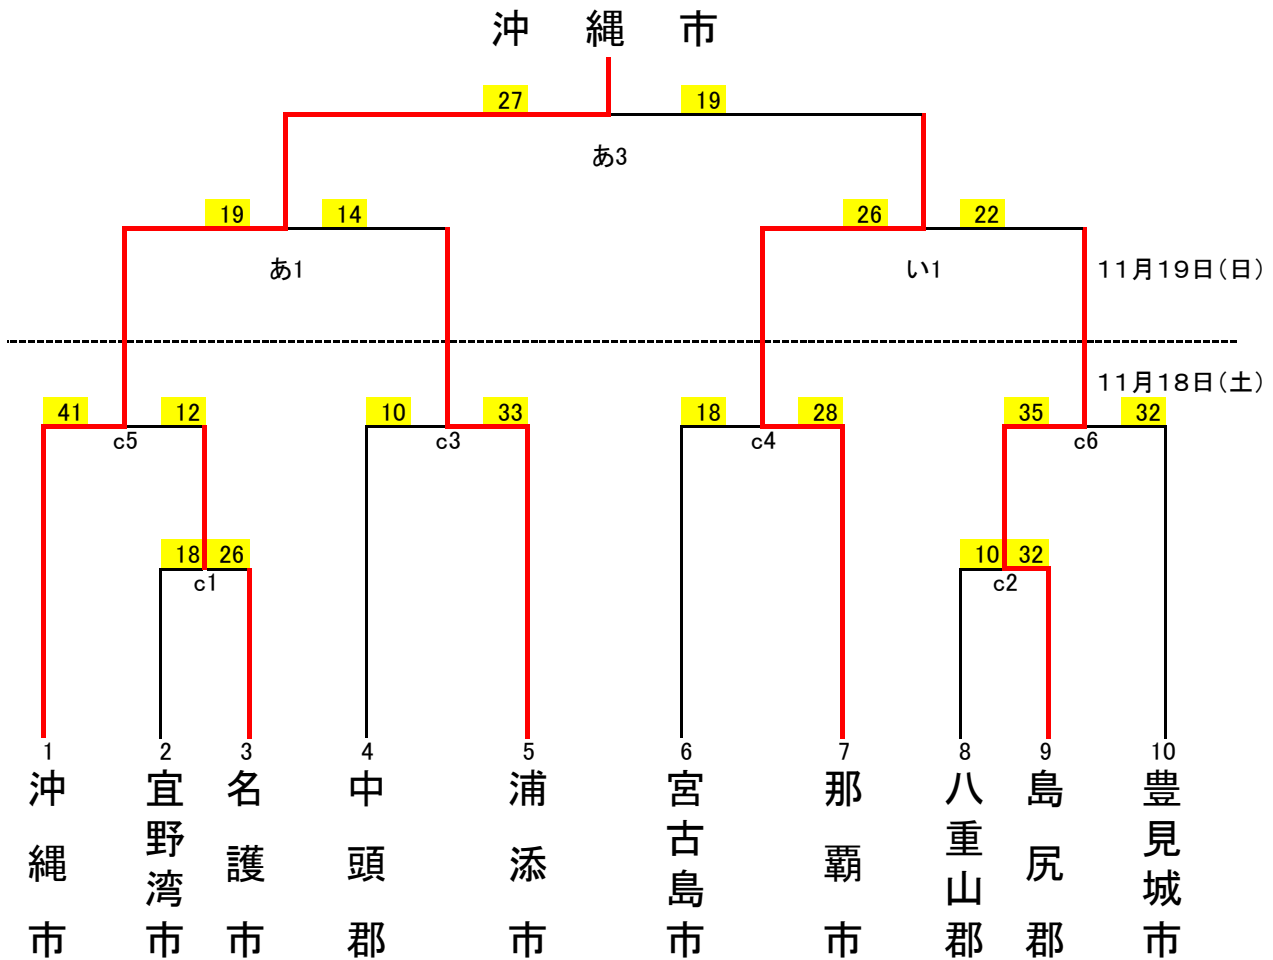 沖縄市
27 19
あ3
19 14 26 22
あ1 い1 11月19日(日)
11月18日(土)
41 12 10 33 18 28 35 32
c5 c3 c4 c6
18 26 10 32
c1 c2
1 2 3 4 5 6 7 8 9 10
沖縄市
宜野湾市
名護市
中頭郡
浦添市
宮古島市
那覇市
八重山郡
島尻郡
豊見城市